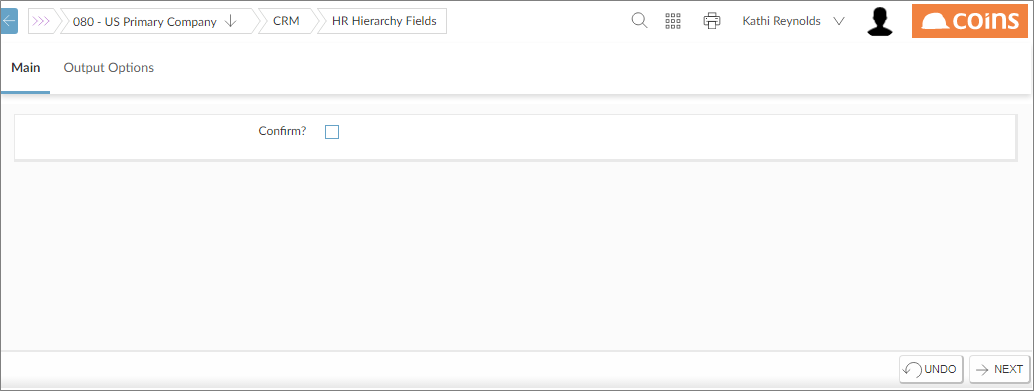 080 - US Primary Company
CRM
HR Hierarchy Fields
Kathi Reynolds
coins
Main
Output Options
Confirm?
UNDO
NEXT